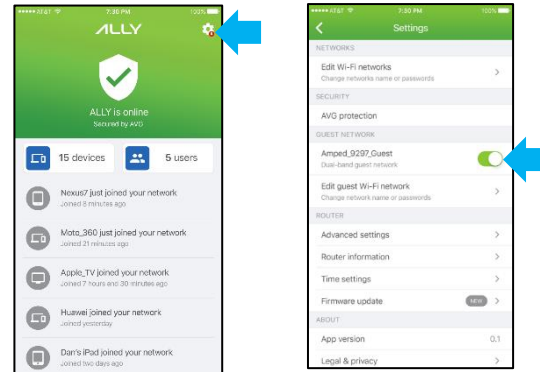 AT&T 7:30 PM 100%
ALLY
ALLY is online
Secured by AVG
15 devices
5 users
Nexus7 just joined your network
Joined 8 minutes ago
Moto_360 just joined your network
Joined 21 minutes ago
Apple_TV joined your network
Joined 7 hours and 30 minutes ago
Huawei joined your network
Joined yesterday
Dan's iPad joined your network
Joined two days ago
AT&T 7:30 PM 100%
Settings
NETWORKS
Edit Wi-Fi networks
Change networks name or passwords
SECURITY
AVG protection
GUEST NETWORK
Amped_9297_Guest
Dual-band guest network
Edit guest Wi-Fi network
Change network name or passwords
ROUTER
Advanced settings
Router information
Time settings
Firmware update NEW
ABOUT
App version 0.1
Legal & privacy